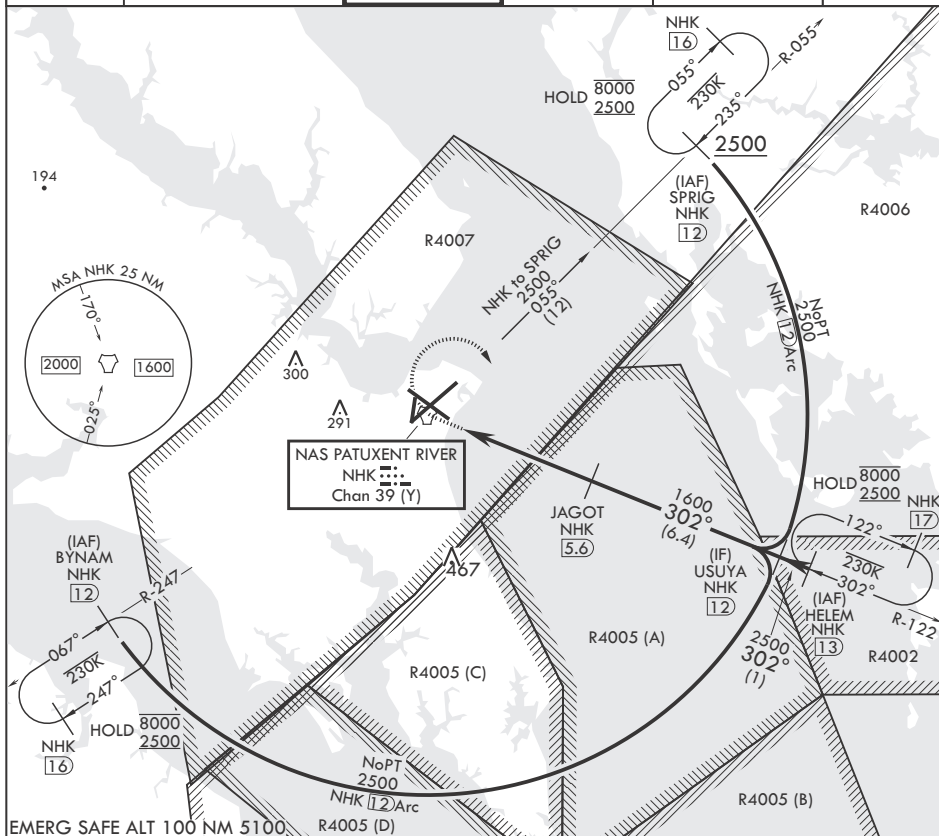 NHK
16
R-055
055°
230K
235°
HOLD 8000
2500
2500
(IAF)
SPRIG
NHK
12
R4006
194
R4007
NHK to SPRIG
2500
055°
(12)
NoPT
2500
NHK 12 Arc
MSA NHK 25 NM
170°
2000
1600
025°
300
291
NAS PATUXENT RIVER
NHK
Chan 39 (Y)
JAGOT
NHK
5.6
1600
302°
(6.4)
HOLD 8000
2500
NHK
17
122°
230K
302°
R-122
(IF)
USUYA
NHK
12
(IAF)
HELEM
NHK
13
2500
302°
(1)
R4002
467
(IAF)
BYNAM
NHK
12
R-247
067°
230K
247°
NHK
16
HOLD 8000
2500
R4005 (A)
R4005 (C)
NoPT
2500
NHK 12 Arc
R4005 (B)
R4005 (D)
EMERG SAFE ALT 100 NM 5100